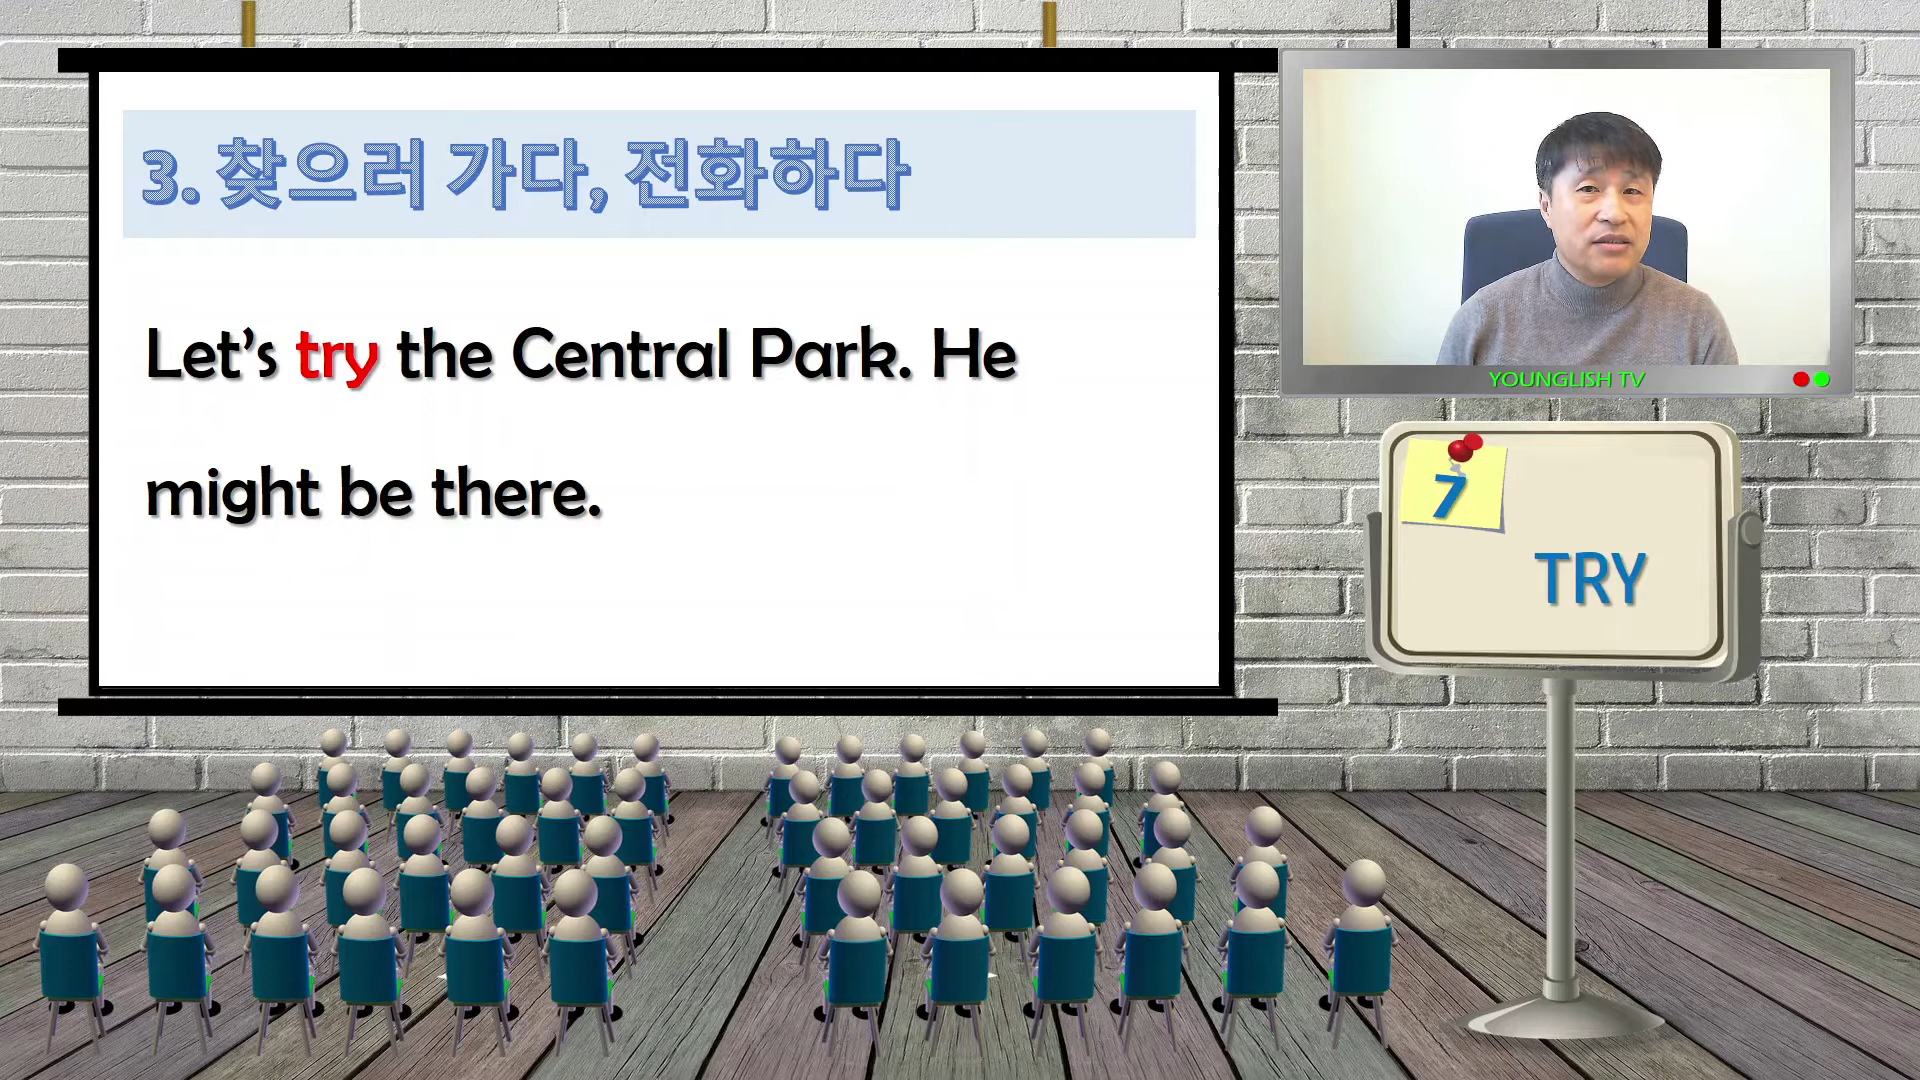 3. 찾으러 가다, 전화하다
Let's try the Central Park. He
might be there.
YOUNGLISH TV
7
TRY